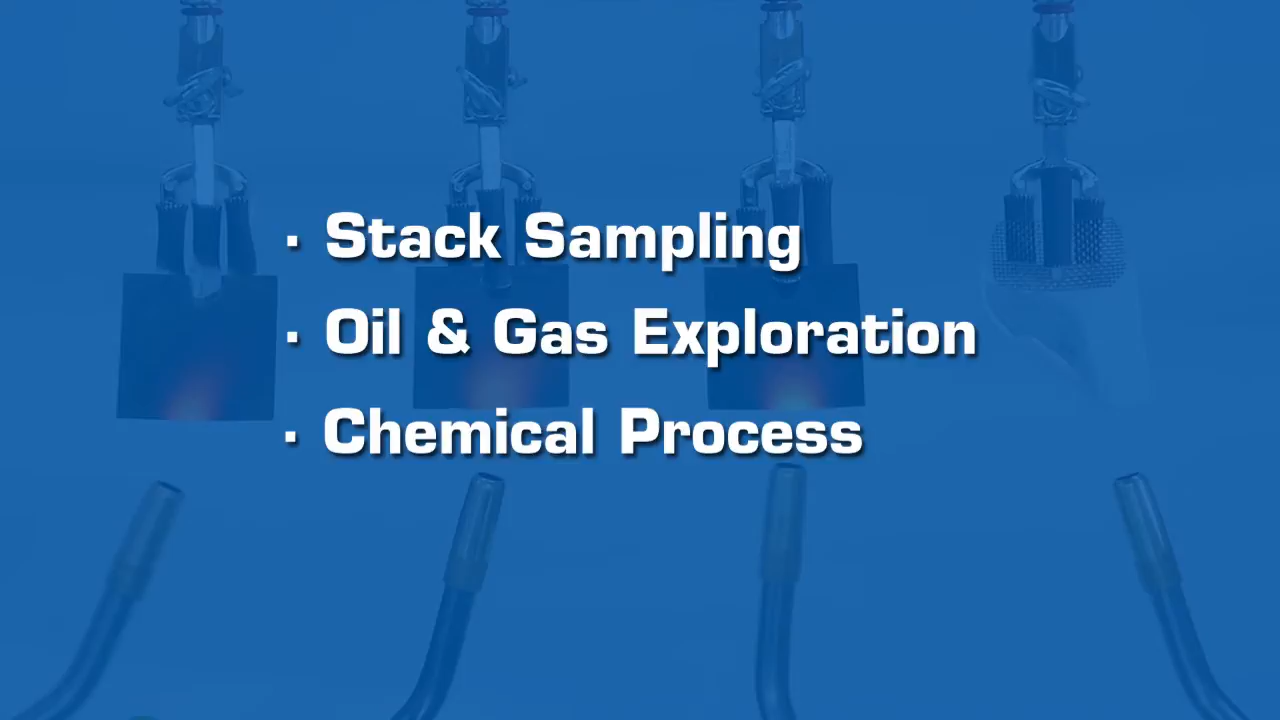 · Stack Sampling
· Oil & Gas Exploration
· Chemical Process